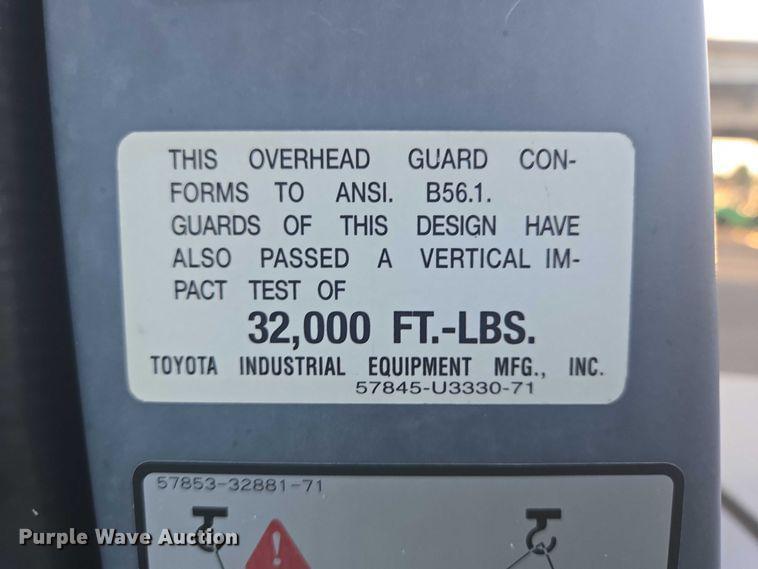 THIS OVERHEAD GUARD CON-
FORMS TO ANSI. B56.1.
GUARDS OF THIS DESIGN HAVE
ALSO PASSED A VERTICAL IM-
PACT TEST OF
32,000 FT.-LBS.
TOYOTA INDUSTRIAL EQUIPMENT MFG., INC.
57845-U3330-71
57853-32881-71
Purple Wave Auction®